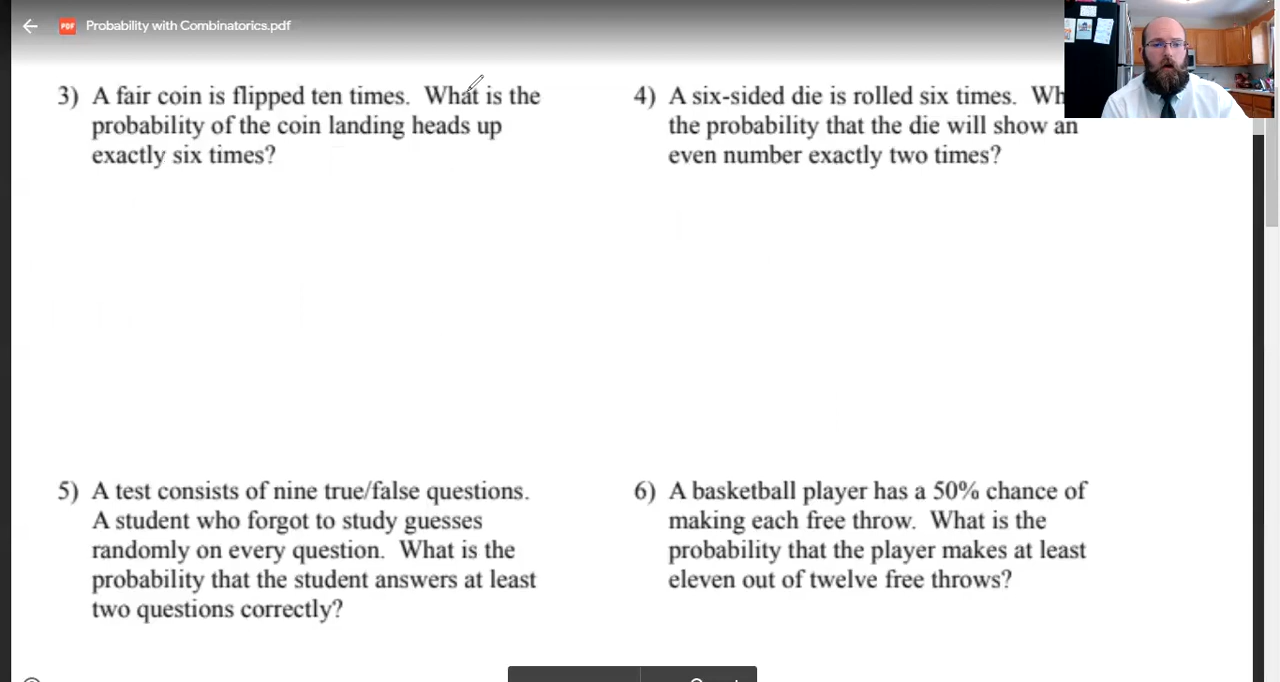 Probability with Combinatorics.pdf
3) A fair coin is flipped ten times. What is the
probability of the coin landing heads up
exactly six times?
4) A six-sided die is rolled six times.
the probability that the die will show an
even number exactly two times?
5) A test consists of nine true/false questions.
A student who forgot to study guesses
randomly on every question. What is the
probability that the student answers at least
two questions correctly?
6) A basketball player has a 50% chance of
making each free throw. What is the
probability that the player makes at least
eleven out of twelve free throws?